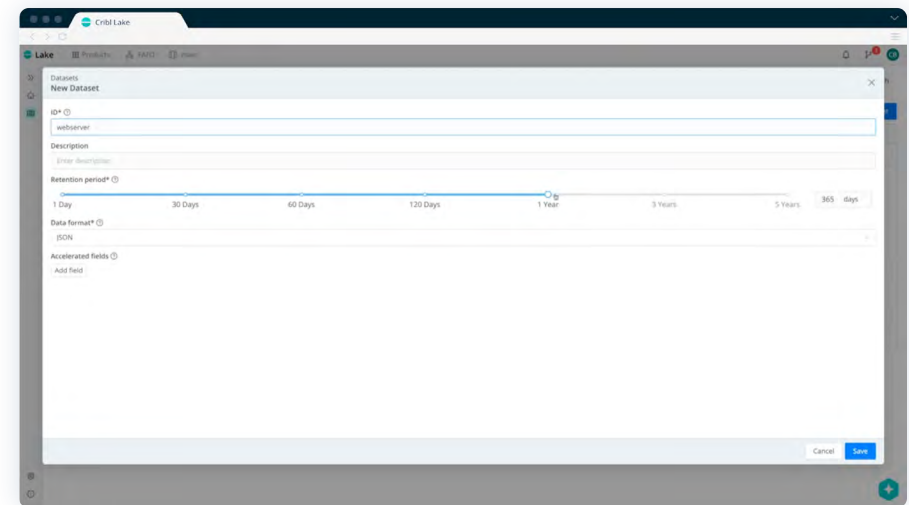 Cribl Lake
Lake Products
Datasets
New Dataset
ID*
webserver
Description
Enter description
Retention period*
1 Day 30 Days 60 Days 120 Days 1 Year 3 Years 5 Years 365 days
Data format*
JSON
Accelerated fields
Add field
Cancel Save